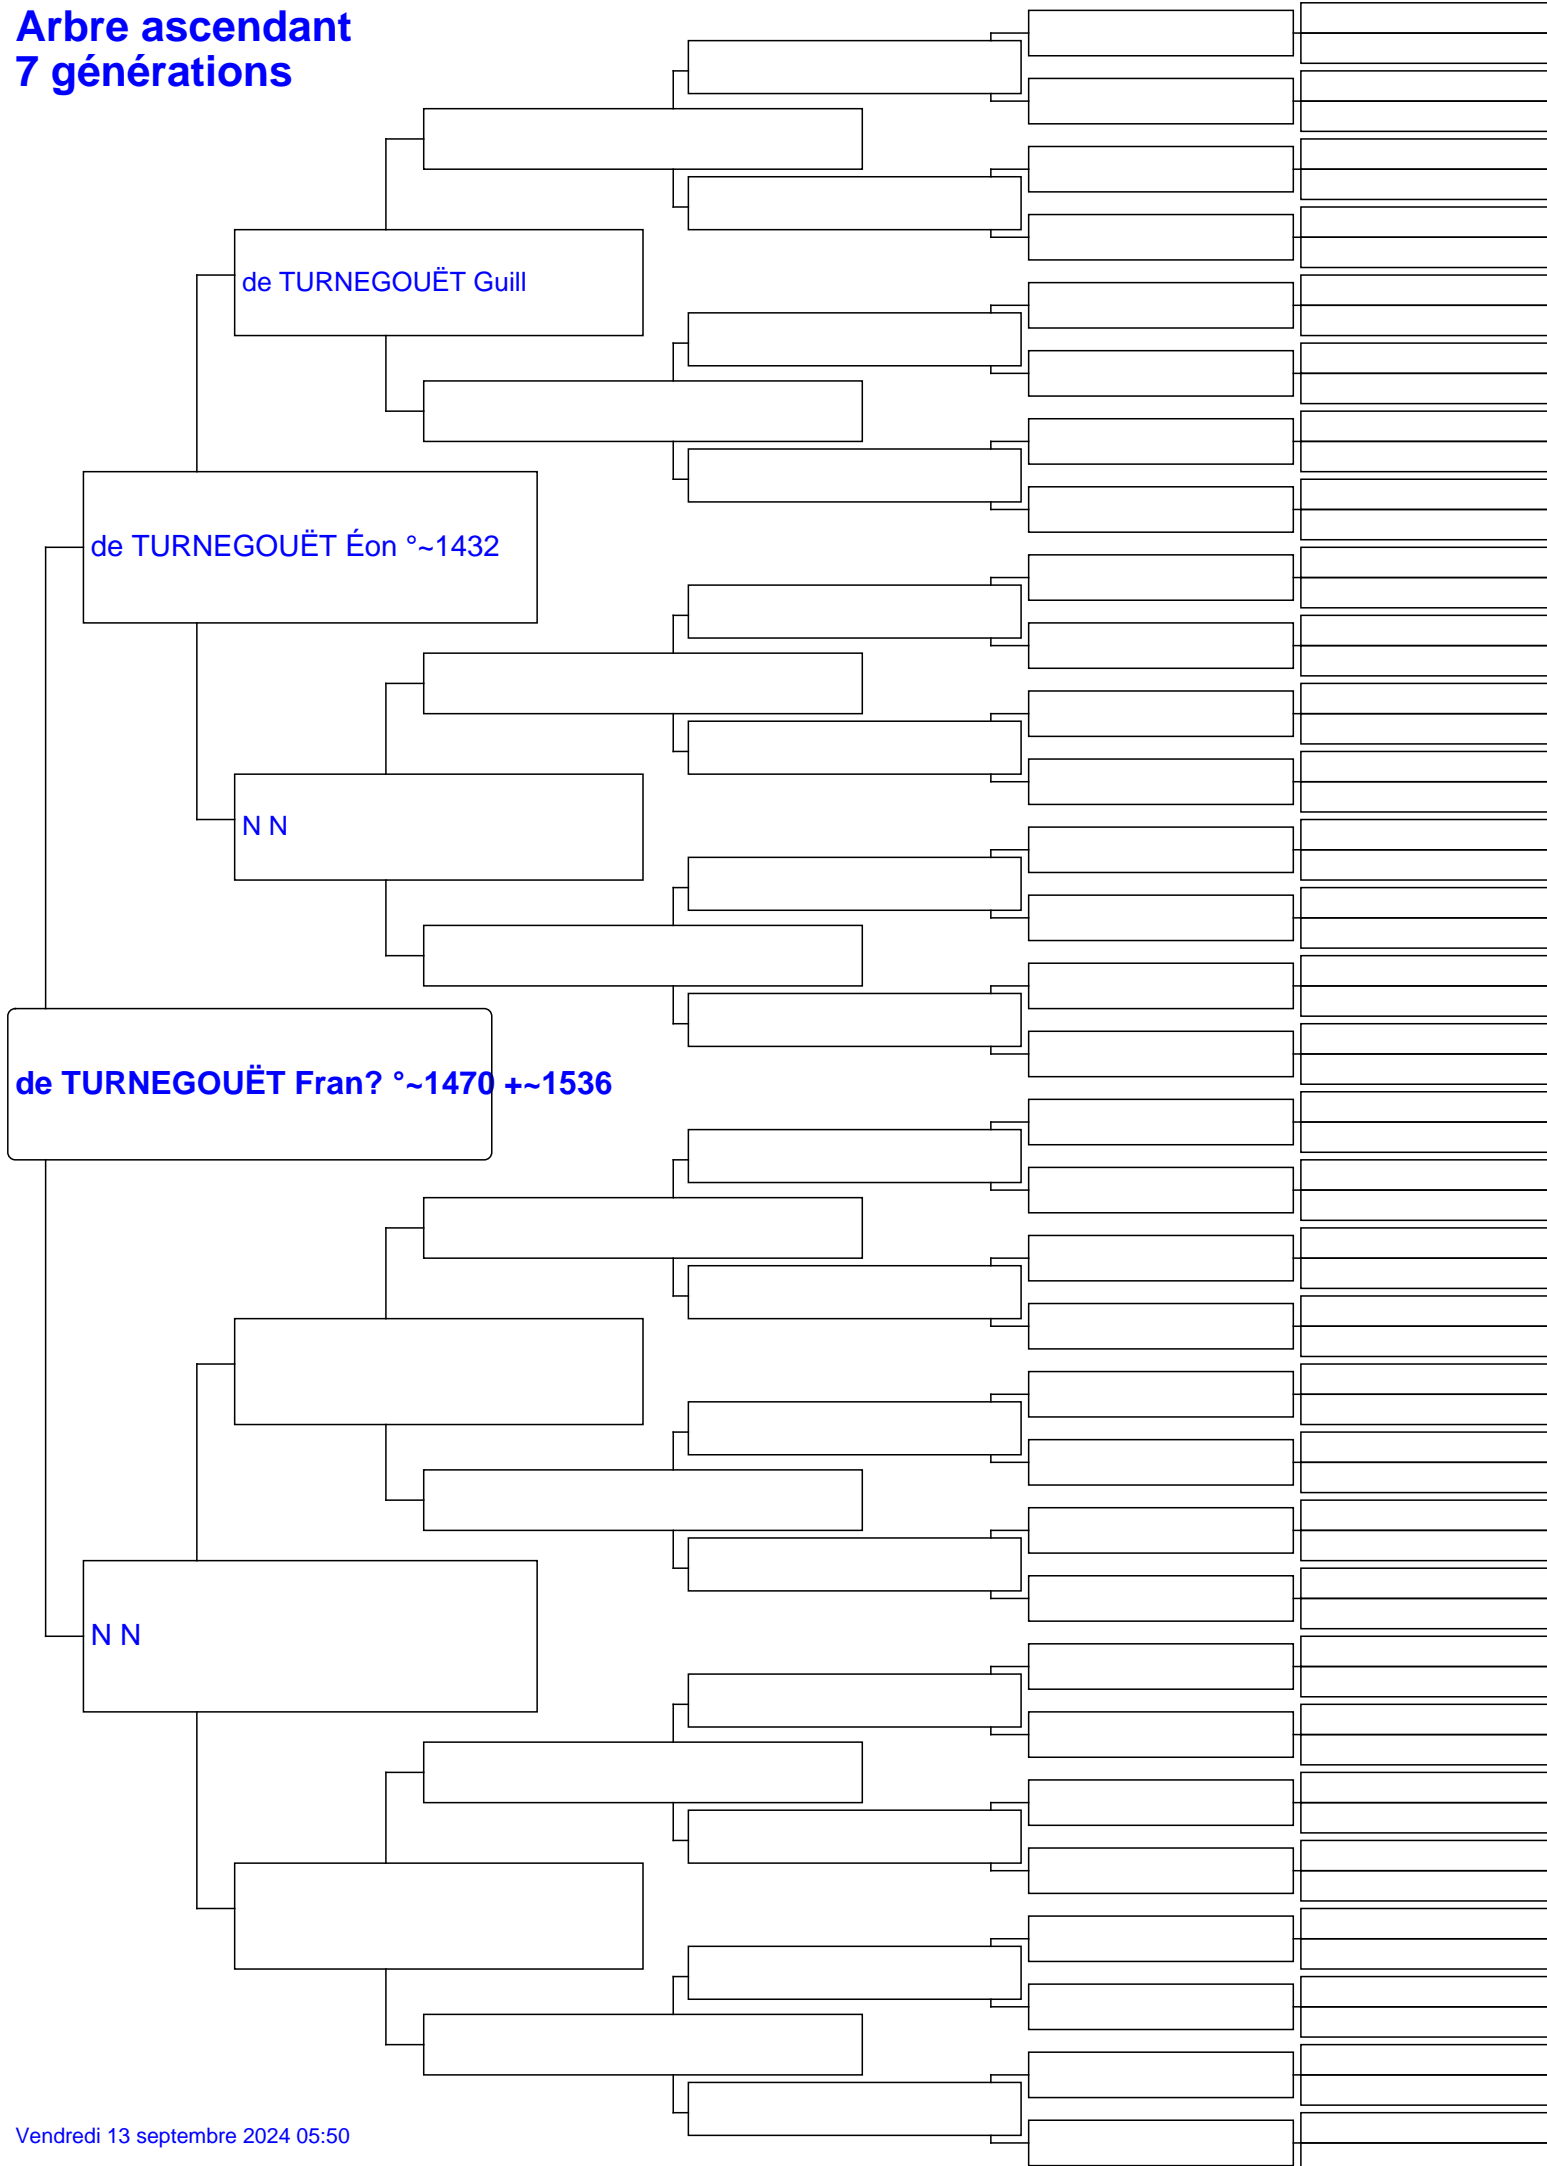 Arbre ascendant
7 générations
de TURNEGOUËT Guill
de TURNEGOUËT Éon °~1432
N N
de TURNEGOUËT Fran? °~1470 +~1536
N N
Vendredi 13 septembre 2024 05:50